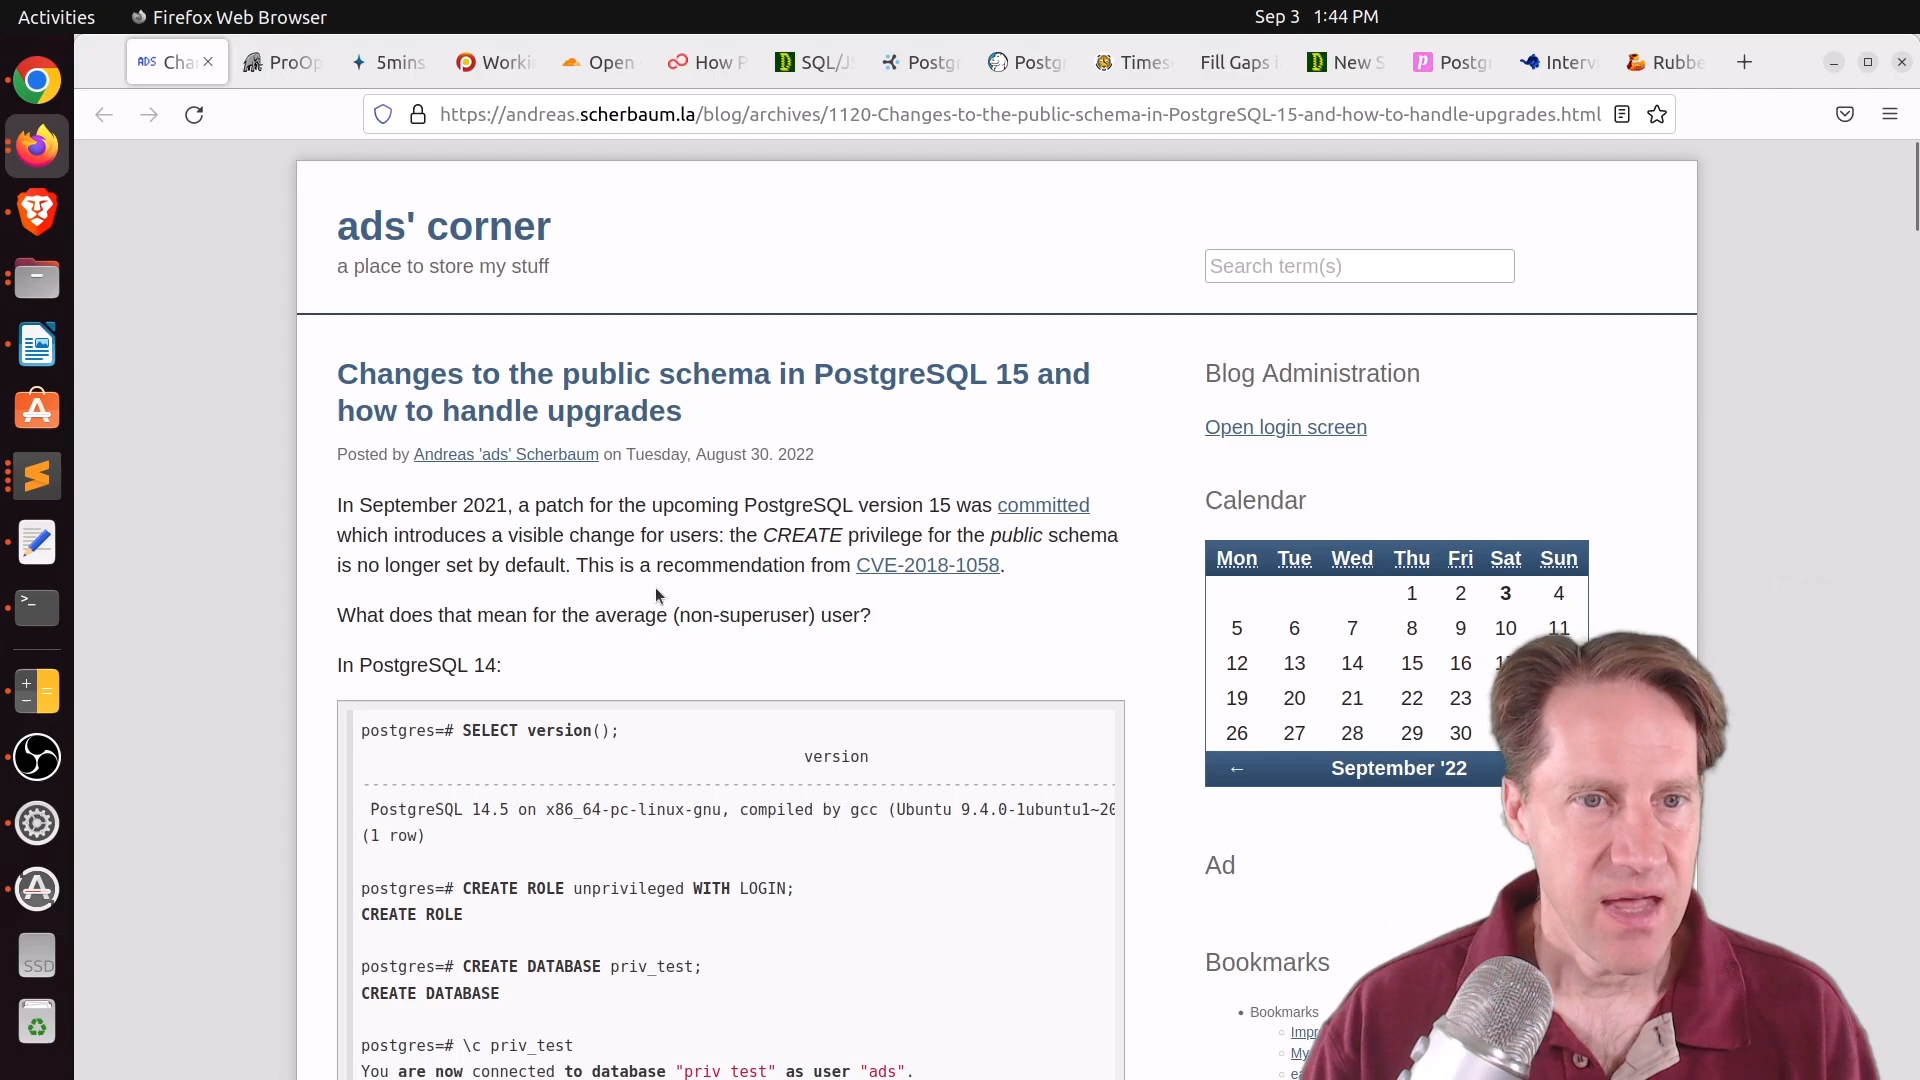 Activities
Firefox Web Browser
Sep 3 1:44 PM
ADS Cha
ProOp
5mins
Worki
Open
How P
SQL/J
Postgr
Postgr
Times
Fill Gaps i
New S
Postg
Interv
Rubbe
https://andreas.scherbaum.la/blog/archives/1120-Changes-to-the-public-schema-in-PostgreSQL-15-and-how-to-handle-upgrades.html
ads' corner
a place to store my stuff
Search term(s)
Changes to the public schema in PostgreSQL 15 and
how to handle upgrades
Posted by Andreas 'ads' Scherbaum on Tuesday, August 30. 2022
In September 2021, a patch for the upcoming PostgreSQL version 15 was committed
which introduces a visible change for users: the CREATE privilege for the public schema
is no longer set by default. This is a recommendation from CVE-2018-1058.
What does that mean for the average (non-superuser) user?
In PostgreSQL 14:
postgres=# SELECT version();
version
--------------------------------------------------------------------------------
PostgreSQL 14.5 on x86_64-pc-linux-gnu, compiled by gcc (Ubuntu 9.4.0-1ubuntu1~20
(1 row)
postgres=# CREATE ROLE unprivileged WITH LOGIN;
CREATE ROLE
postgres=# CREATE DATABASE priv_test;
CREATE DATABASE
postgres=# \c priv_test
You are now connected to database "priv_test" as user "ads".
Blog Administration
Open login screen
Calendar
Mon Tue Wed Thu Fri Sat Sun
1 2 3 4
5 6 7 8 9 10 11
12 13 14 15 16
19 20 21 22 23
26 27 28 29 30
← September '22
Ad
Bookmarks
• Bookmarks
Impr
My
ea
SSD